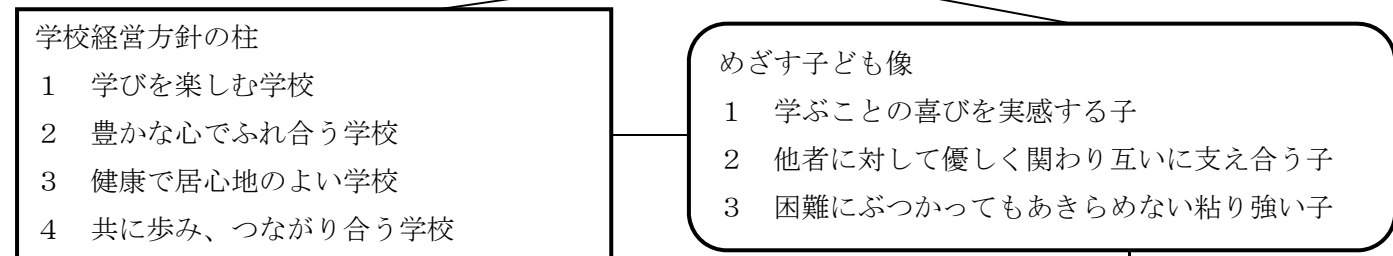 学校経営方針の柱
１　学びを楽しむ学校
２　豊かな心でふれ合う学校
３　健康で居心地のよい学校
４　共に歩み、つながり合う学校
めざす子ども像
１　学ぶことの喜びを実感する子
２　他者に対して優しく関わり互いに支え合う子
３　困難にぶつかってもあきらめない粘り強い子